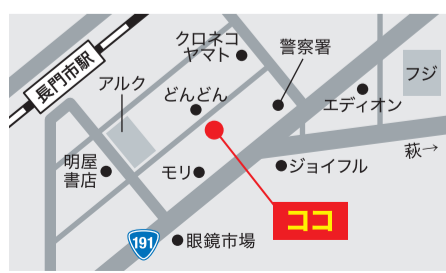 クロネコ
ヤマト
警察署
長門市駅
アルク
どんどん
エディオン
フジ
明屋
書店
モリ
ジョイフル
萩→
ココ
191
眼鏡市場